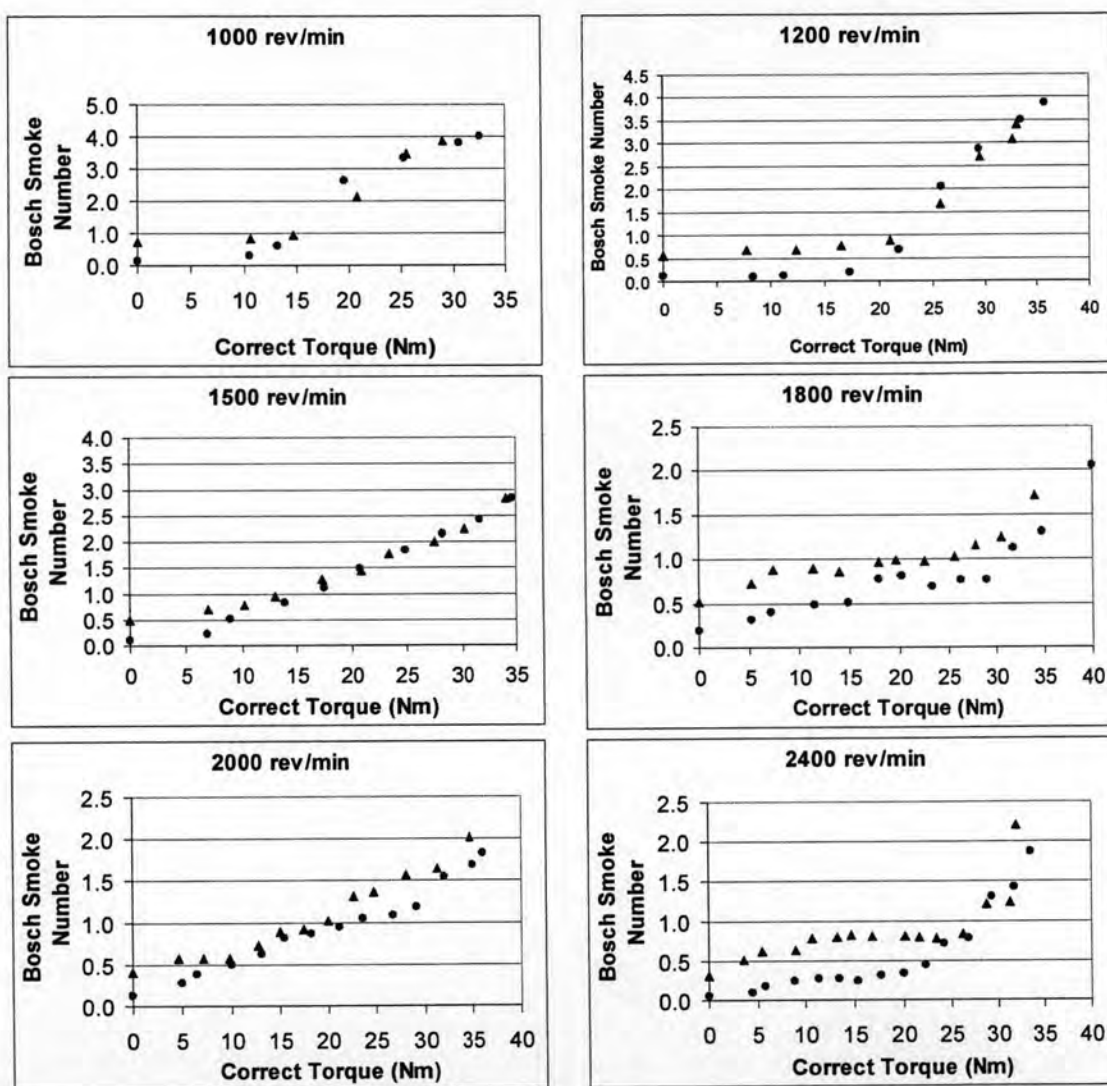 1000 rev/min
Bosch Smoke
Number
5.0
4.0
3.0
2.0
1.0
0.0
0 5 10 15 20 25 30 35
Correct Torque (Nm)
1200 rev/min
Bosch Smoke Number
4.5
4.0
3.5
3.0
2.5
2.0
1.5
1.0
0.5
0.0
0 5 10 15 20 25 30 35 40
Correct Torque (Nm)
1500 rev/min
Bosch Smoke
Number
4.0
3.5
3.0
2.5
2.0
1.5
1.0
0.5
0.0
0 5 10 15 20 25 30 35
Correct Torque (Nm)
1800 rev/min
Bosch Smoke
Number
2.5
2.0
1.5
1.0
0.5
0.0
0 5 10 15 20 25 30 35 40
Correct Torque (Nm)
2000 rev/min
Bosch Smoke
Number
2.5
2.0
1.5
1.0
0.5
0.0
0 5 10 15 20 25 30 35 40
Correct Torque (Nm)
2400 rev/min
Bosch Smoke
Number
2.5
2.0
1.5
1.0
0.5
0.0
0 5 10 15 20 25 30 35 40
Correct Torque (Nm)